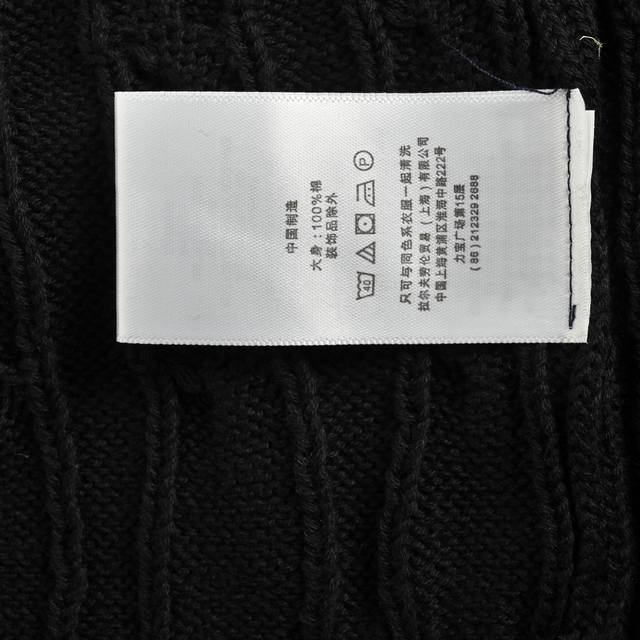 中国制造
大身：100%棉
装饰品除外
40 P
只可与同色系衣服一起清洗
拉尔夫劳伦贸易（上海）有限公司
中国上海黄浦区淮海中路222号
力宝广场第15层
(86) 212329 2688